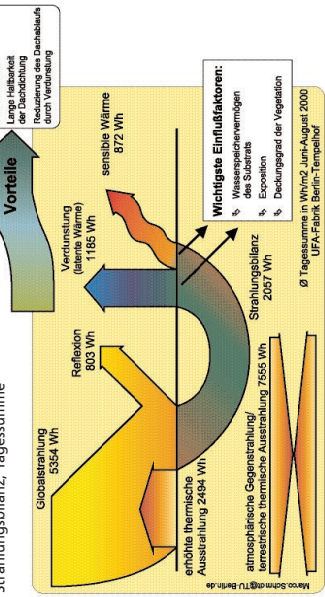 Strahlungsbilanz, Tagessumme
Vorteile
Lange Haltbarkeit
der Dachdichtung
Reduzierung des Dachablaufs
durch Verdunstung
Globalstrahlung
5354 Wh
Reflexion
803 Wh
Verdunstung
(latente Wärme)
1185 Wh
sensible Wärme
872 Wh
erhöhte thermische
Ausstrahlung 2494 Wh
Strahlungsbilanz
2057 Wh
Wichtigste Einflußfaktoren:
Wasserspeichervermögen
des Substrats
Exposition
Deckungsgrad der Vegetation
atmosphärische Gegenstrahlung/
terrestrische thermische Ausstrahlung 7555 Wh
Ø Tagessumme in Wh/m2 Juni-August 2000
UFA-Fabrik Berlin-Tempelhof
Marco.Schmidt@TU-Berlin.de